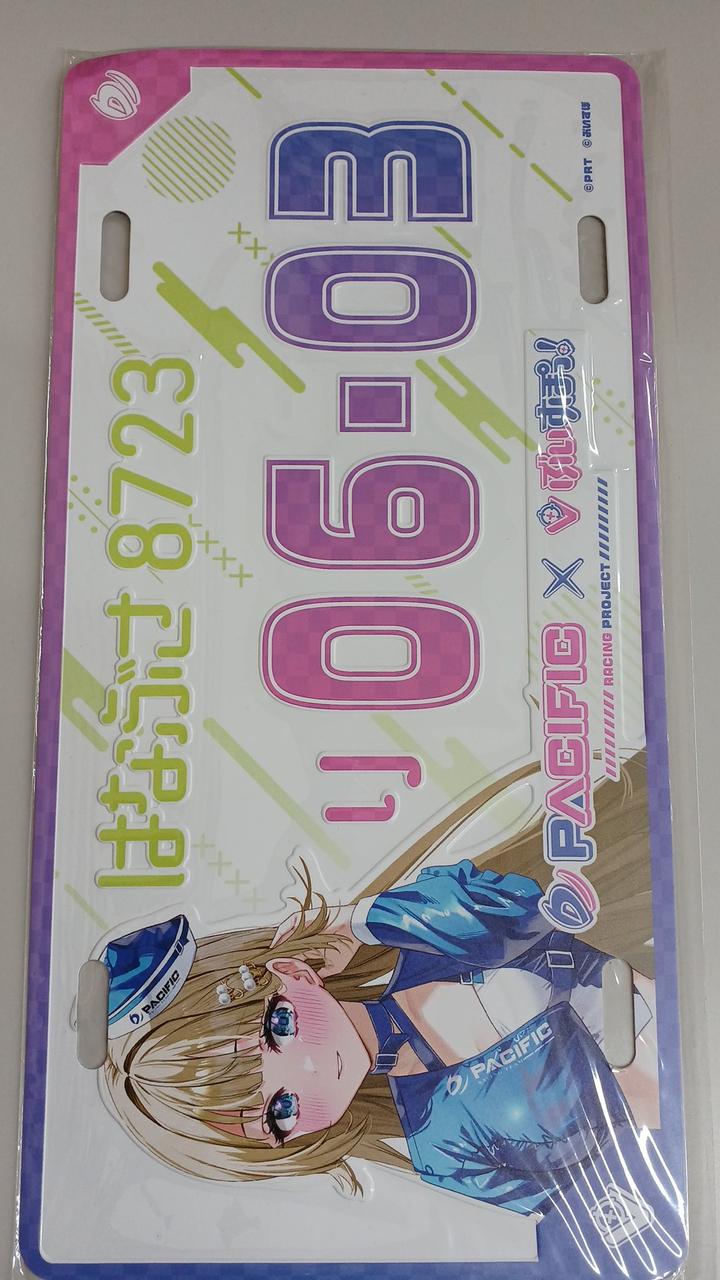 はなぶさ 8723
り 06-03
PACIFIC × Vぶいすぽっ!
RACING PROJECT
©PRT ©ぶいすぽ
PACIFIC
PACIFIC